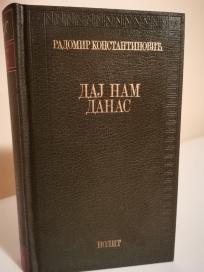 РАДОМИР КОНСТАНТИНОВИЋ
ДАЈ НАМ
ДАНАС
НОЛИТ